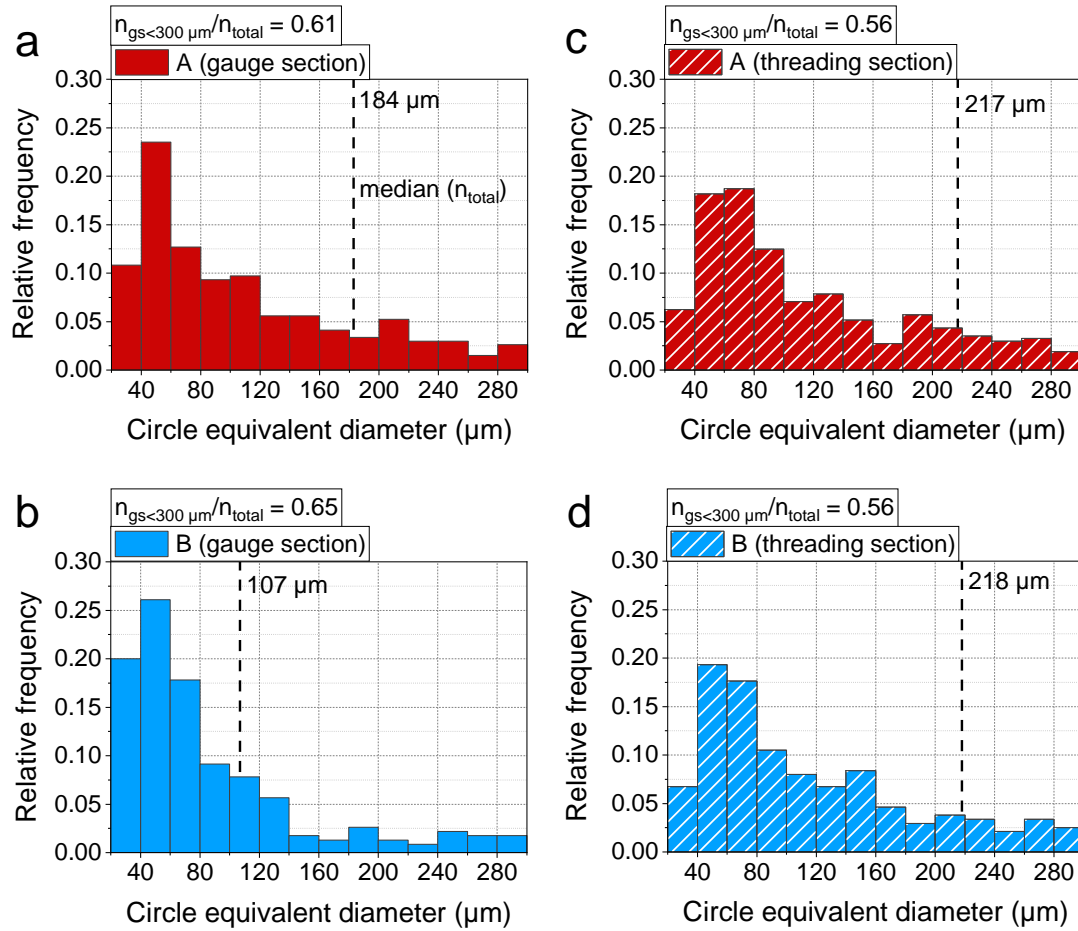 a
n_gs<300 µm/n_total = 0.61
A (gauge section)
0.30
0.25
0.20
0.15
0.10
0.05
0.00
Relative frequency
184 µm
median (n_total)
40 80 120 160 200 240 280
Circle equivalent diameter (µm)
c
n_gs<300 µm/n_total = 0.56
A (threading section)
0.30
0.25
0.20
0.15
0.10
0.05
0.00
Relative frequency
217 µm
40 80 120 160 200 240 280
Circle equivalent diameter (µm)
b
n_gs<300 µm/n_total = 0.65
B (gauge section)
0.30
0.25
0.20
0.15
0.10
0.05
0.00
Relative frequency
107 µm
40 80 120 160 200 240 280
Circle equivalent diameter (µm)
d
n_gs<300 µm/n_total = 0.56
B (threading section)
0.30
0.25
0.20
0.15
0.10
0.05
0.00
Relative frequency
218 µm
40 80 120 160 200 240 280
Circle equivalent diameter (µm)